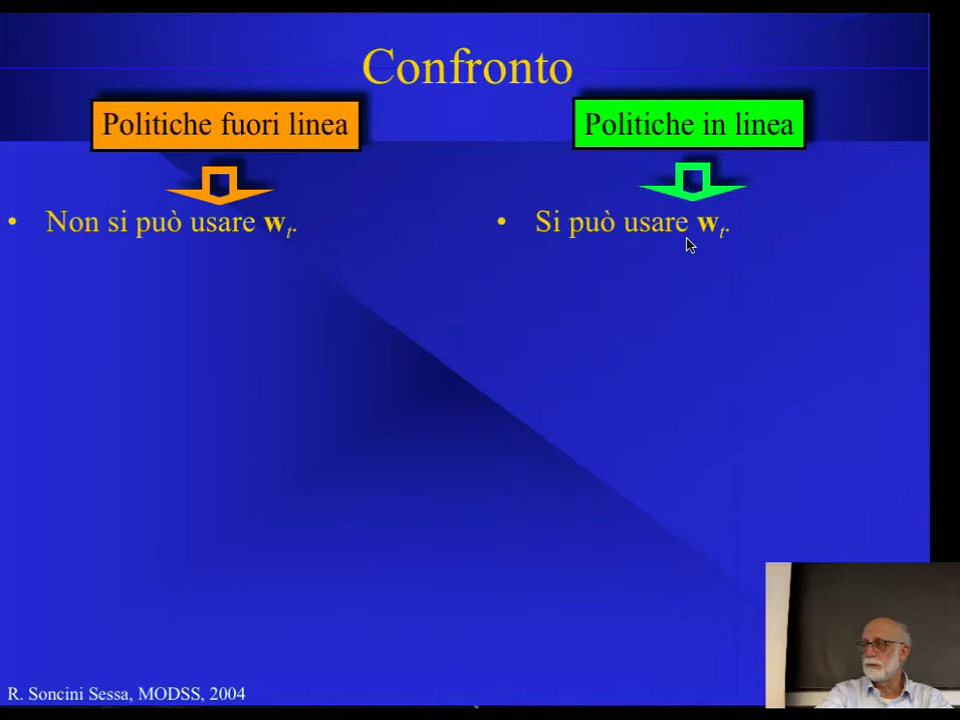 Confronto
Politiche fuori linea
Politiche in linea
• Non si può usare wt.
• Si può usare wt.
R. Soncini Sessa, MODSS, 2004